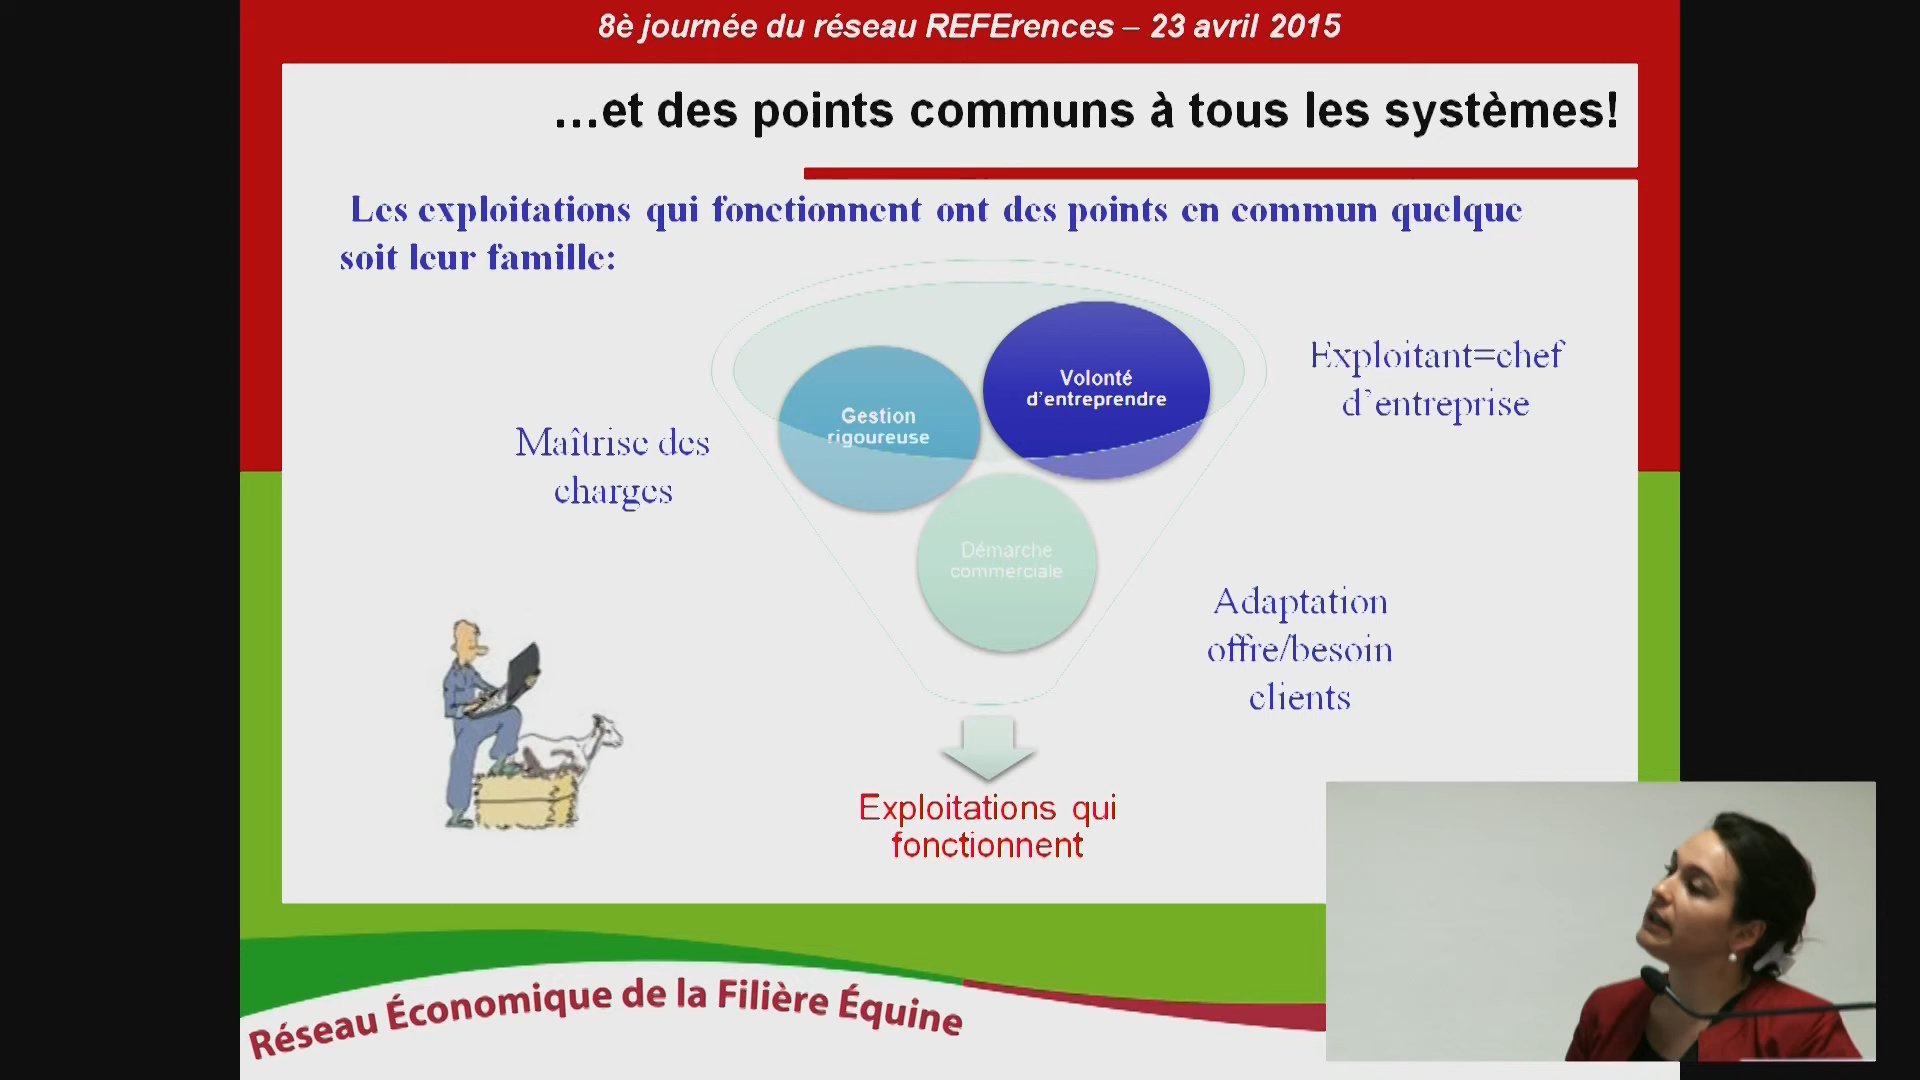 8è journée du réseau REFErences – 23 avril 2015
...et des points communs à tous les systèmes!
Les exploitations qui fonctionnent ont des points en commun quelque
soit leur famille:
Volonté
d'entreprendre
Gestion
rigoureuse
Démarche
commerciale
Exploitant=chef
d'entreprise
Maîtrise des
charges
Adaptation
offre/besoin
clients
Exploitations qui
fonctionnent
Réseau Économique de la Filière Équine